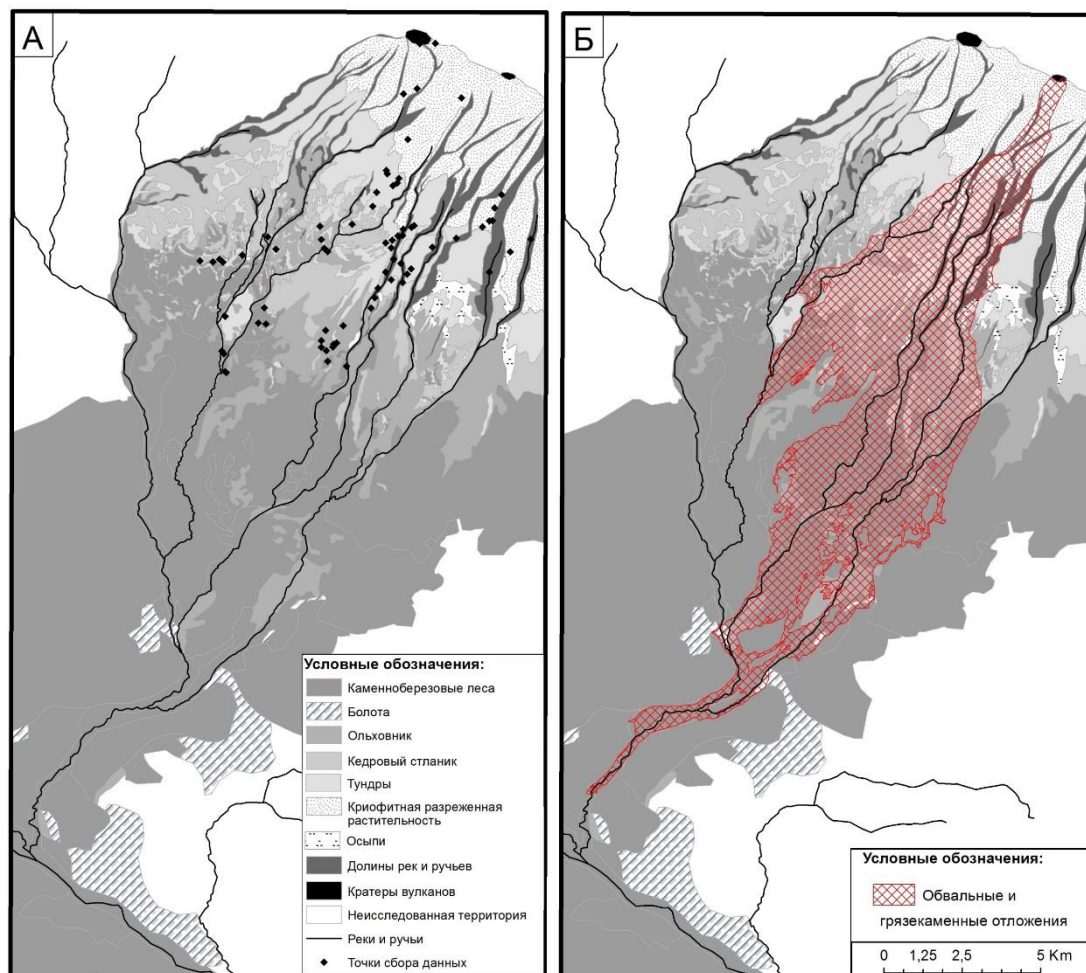 А
Условные обозначения:
Каменноберезовые леса
Болота
Ольховник
Кедровый стланик
Тундры
Криофитная разреженная
растительность
Осыпи
Долины рек и ручьев
Кратеры вулканов
Неисследованная территория
Реки и ручьи
Точки сбора данных
Б
Условные обозначения:
Обвальные и
грязекаменные отложения
0 1,25 2,5 5 Km